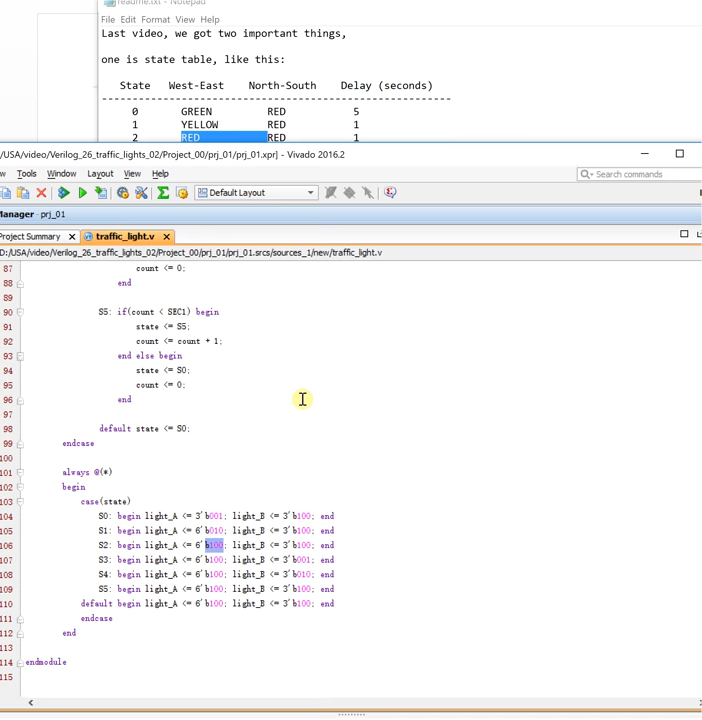 readme.txt - Notepad
File Edit Format View Help
Last video, we got two important things,
one is state table, like this:
State West-East North-South Delay (seconds)
--------------------------------------------------
0 GREEN RED 5
1 YELLOW RED 1
2 RED RED 1
/USA/video/Verilog_26_traffic_lights_02/Project_00/prj_01/prj_01.xpr] - Vivado 2016.2
w Tools Window Layout View Help
Search commands
Default Layout
Manager - prj_01
Project Summary × traffic_light.v ×
D:/USA/video/Verilog_26_traffic_lights_02/Project_00/prj_01/prj_01.srcs/sources_1/new/traffic_light.v
87 count <= 0;
88 end
89
90 S5: if(count < SEC1) begin
91 state <= S5;
92 count <= count + 1;
93 end else begin
94 state <= S0;
95 count <= 0;
96 end
97
98 default state <= S0;
99 endcase
100
101 always @(*)
102 begin
103 case(state)
104 S0: begin light_A <= 3'b001; light_B <= 3'b100; end
105 S1: begin light_A <= 6'b010; light_B <= 3'b100; end
106 S2: begin light_A <= 6'b100; light_B <= 3'b100; end
107 S3: begin light_A <= 6'b100; light_B <= 3'b001; end
108 S4: begin light_A <= 6'b100; light_B <= 3'b010; end
109 S5: begin light_A <= 6'b100; light_B <= 3'b100; end
110 default begin light_A <= 6'b100; light_B <= 3'b100; end
111 endcase
112 end
113
114 endmodule
115